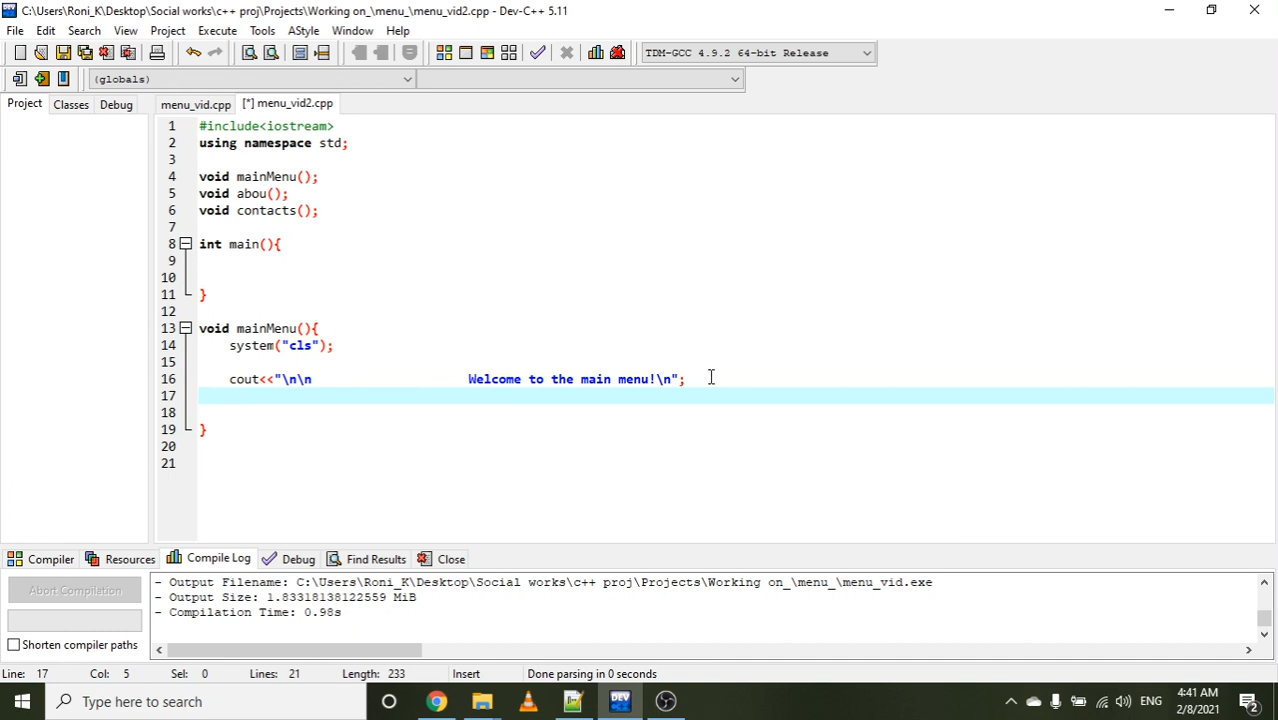 C:\Users\Roni_K\Desktop\Social works\c++ proj\Projects\Working on_\menu_\menu_vid2.cpp - Dev-C++ 5.11
File Edit Search View Project Execute Tools AStyle Window Help
TDM-GCC 4.9.2 64-bit Release
(globals)
Project Classes Debug menu_vid.cpp [*] menu_vid2.cpp
1 #include<iostream>
2 using namespace std;
3
4 void mainMenu();
5 void abou();
6 void contacts();
7
8 int main(){
9
10
11 }
12
13 void mainMenu(){
14 system("cls");
15
16 cout<<"\n\n                     Welcome to the main menu!\n";
17
18
19 }
20
21
Compiler Resources Compile Log Debug Find Results Close
Abort Compilation
Shorten compiler paths
- Output Filename: C:\Users\Roni_K\Desktop\Social works\c++ proj\Projects\Working on_\menu_\menu_vid.exe
- Output Size: 1.83318138122559 MiB
- Compilation Time: 0.98s
Line: 17 Col: 5 Sel: 0 Lines: 21 Length: 233 Insert Done parsing in 0 seconds
Type here to search
DEV
ENG
4:41 AM
2/8/2021
2